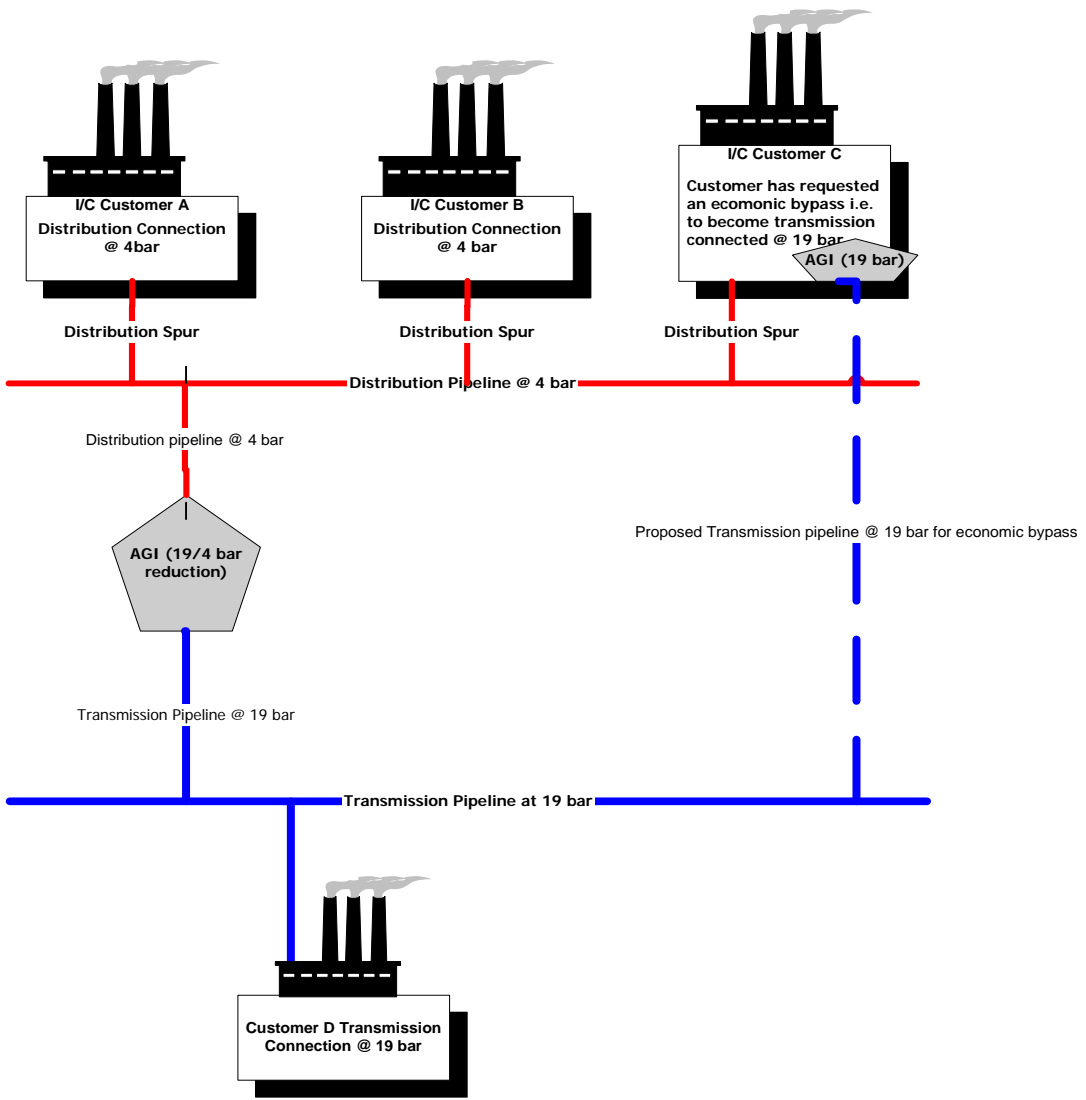 I/C Customer A
Distribution Connection
@ 4bar
I/C Customer B
Distribution Connection
@ 4 bar
I/C Customer C
Customer has requested
an ecomonic bypass i.e.
to become transmission
connected @ 19 bar
AGI (19 bar)
Distribution Spur
Distribution Spur
Distribution Spur
Distribution Pipeline @ 4 bar
Distribution pipeline @ 4 bar
AGI (19/4 bar
reduction)
Proposed Transmission pipeline @ 19 bar for economic bypass
Transmission Pipeline @ 19 bar
Transmission Pipeline at 19 bar
Customer D Transmission
Connection @ 19 bar